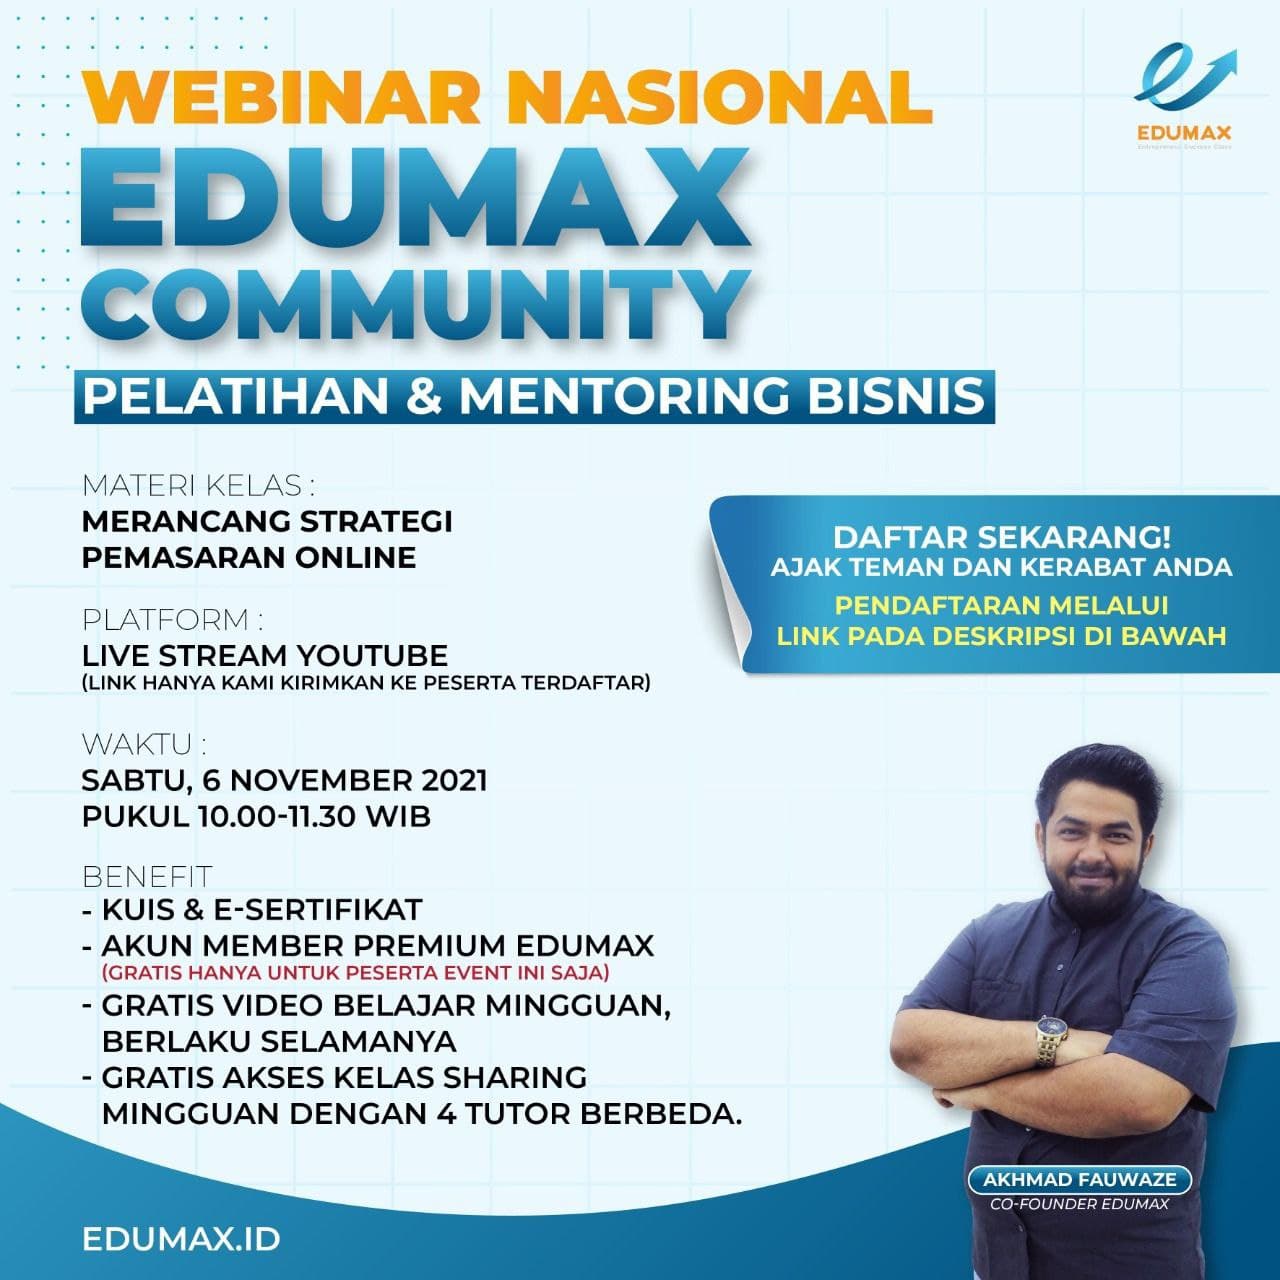 WEBINAR NASIONAL
EDUMAX
COMMUNITY
PELATIHAN & MENTORING BISNIS
EDUMAX
Entrepreneur Success Class
MATERI KELAS :
MERANCANG STRATEGI
PEMASARAN ONLINE
PLATFORM :
LIVE STREAM YOUTUBE
(LINK HANYA KAMI KIRIMKAN KE PESERTA TERDAFTAR)
WAKTU :
SABTU, 6 NOVEMBER 2021
PUKUL 10.00-11.30 WIB
BENEFIT
- KUIS & E-SERTIFIKAT
- AKUN MEMBER PREMIUM EDUMAX
(GRATIS HANYA UNTUK PESERTA EVENT INI SAJA)
- GRATIS VIDEO BELAJAR MINGGUAN,
BERLAKU SELAMANYA
- GRATIS AKSES KELAS SHARING
MINGGUAN DENGAN 4 TUTOR BERBEDA.
DAFTAR SEKARANG!
AJAK TEMAN DAN KERABAT ANDA
PENDAFTARAN MELALUI
LINK PADA DESKRIPSI DI BAWAH
AKHMAD FAUWAZE
CO-FOUNDER EDUMAX
EDUMAX.ID